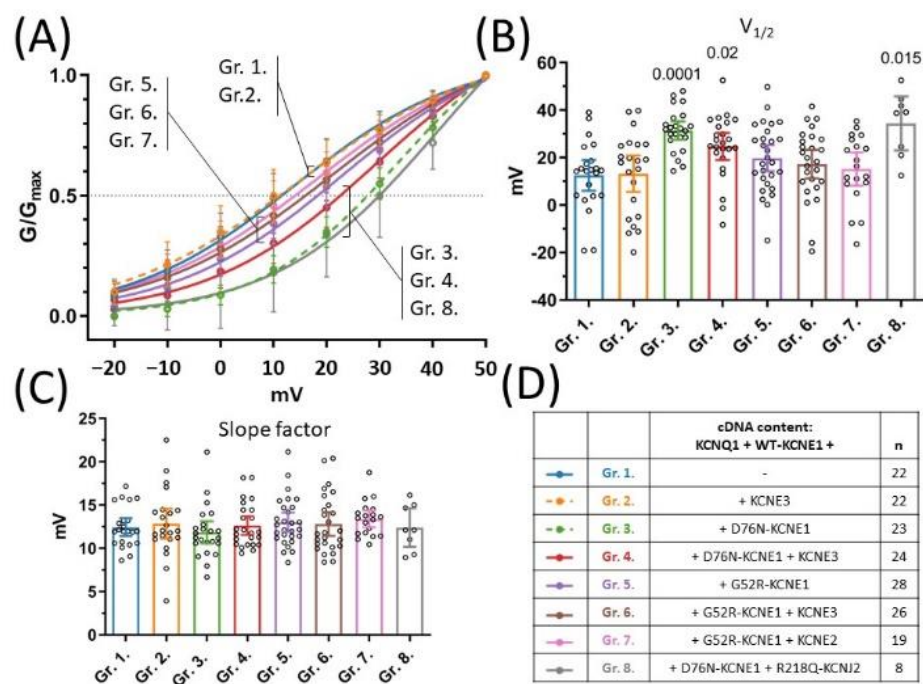 (A)
Gr. 5.
Gr. 6.
Gr. 7.
Gr. 1.
Gr.2.
G/Gmax
1.0
0.5
0.0
Gr. 3.
Gr. 4.
Gr. 8.
−20 −10 0 10 20 30 40 50
mV
(B)
V1/2
0.0001 0.02 0.015
mV
60
40
20
0
-20
-40
Gr. 1. Gr. 2. Gr. 3. Gr. 4. Gr. 5. Gr. 6. Gr. 7. Gr. 8.
(C)
Slope factor
mV
25
20
15
10
5
0
Gr. 1. Gr. 2. Gr. 3. Gr. 4. Gr. 5. Gr. 6. Gr. 7. Gr. 8.
(D)
cDNA content:
KCNQ1 + WT-KCNE1 + n
Gr. 1. - 22
Gr. 2. + KCNE3 22
Gr. 3. + D76N-KCNE1 23
Gr. 4. + D76N-KCNE1 + KCNE3 24
Gr. 5. + G52R-KCNE1 28
Gr. 6. + G52R-KCNE1 + KCNE3 26
Gr. 7. + G52R-KCNE1 + KCNE2 19
Gr. 8. + D76N-KCNE1 + R218Q-KCNJ2 8